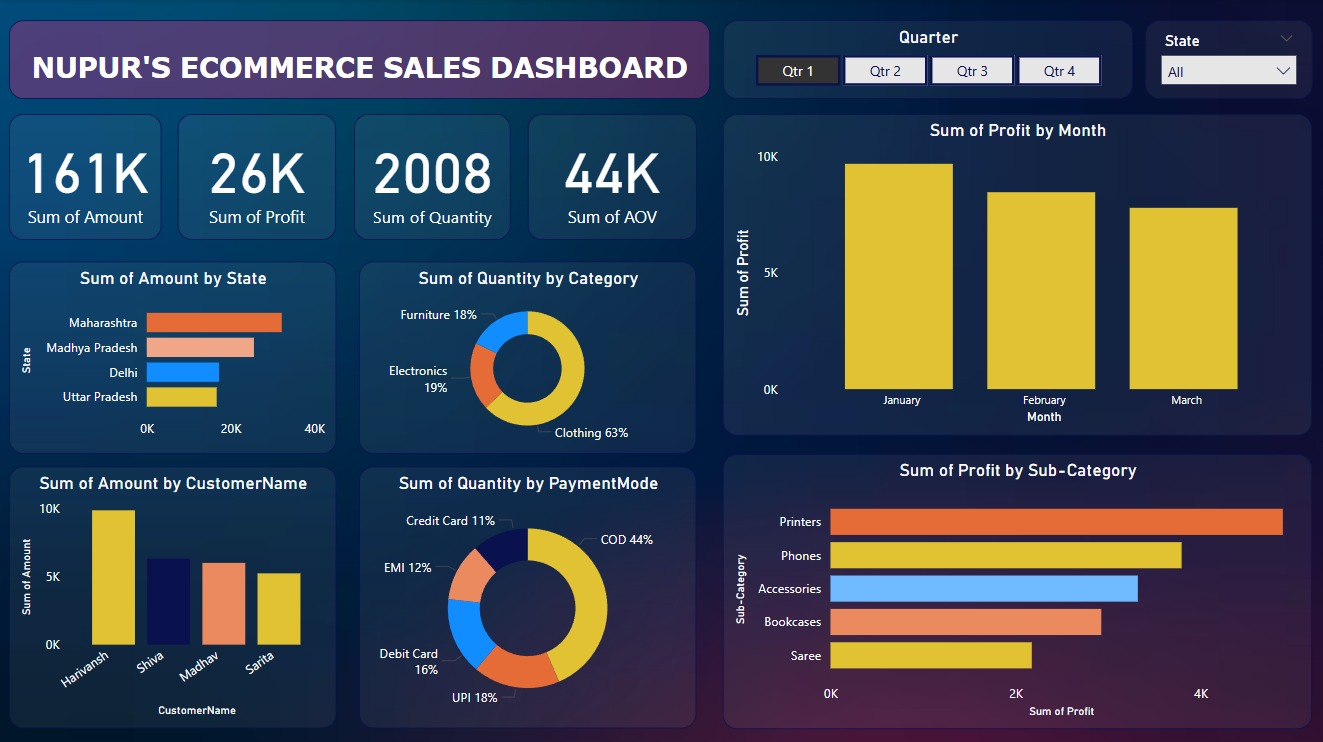 NUPUR'S ECOMMERCE SALES DASHBOARD
Quarter
Qtr 1
Qtr 2
Qtr 3
Qtr 4
State
All
161K
Sum of Amount
26K
Sum of Profit
2008
Sum of Quantity
44K
Sum of AOV
Sum of Profit by Month
Sum of Profit
10K
5K
0K
January
February
March
Month
Sum of Amount by State
State
Maharashtra
Madhya Pradesh
Delhi
Uttar Pradesh
0K
20K
40K
Sum of Quantity by Category
Furniture 18%
Electronics
19%
Clothing 63%
Sum of Amount by CustomerName
Sum of Amount
10K
5K
0K
Harivansh
Shiva
Madhav
Sarita
CustomerName
Sum of Quantity by PaymentMode
Credit Card 11%
COD 44%
EMI 12%
Debit Card
16%
UPI 18%
Sum of Profit by Sub-Category
Sub-Category
Printers
Phones
Accessories
Bookcases
Saree
0K
2K
4K
Sum of Profit